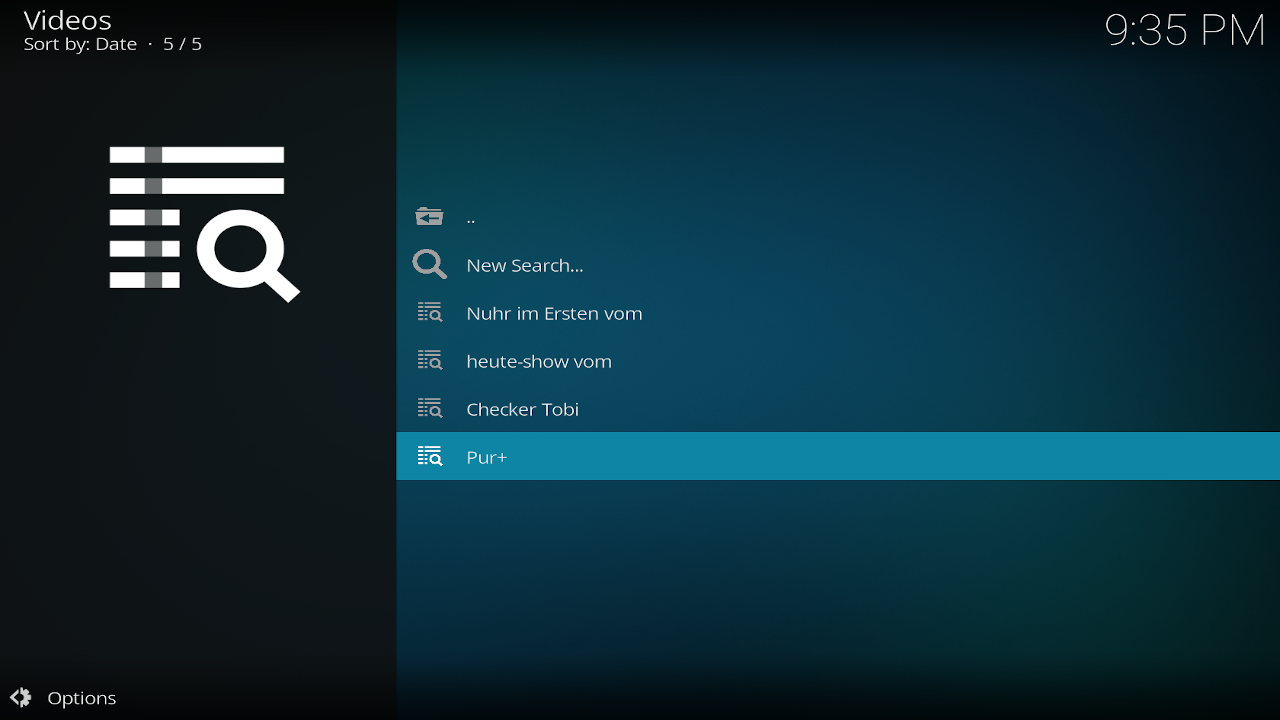 Videos
Sort by: Date · 5 / 5
9:35 PM
..
New Search...
Nuhr im Ersten vom
heute-show vom
Checker Tobi
Pur+
Options